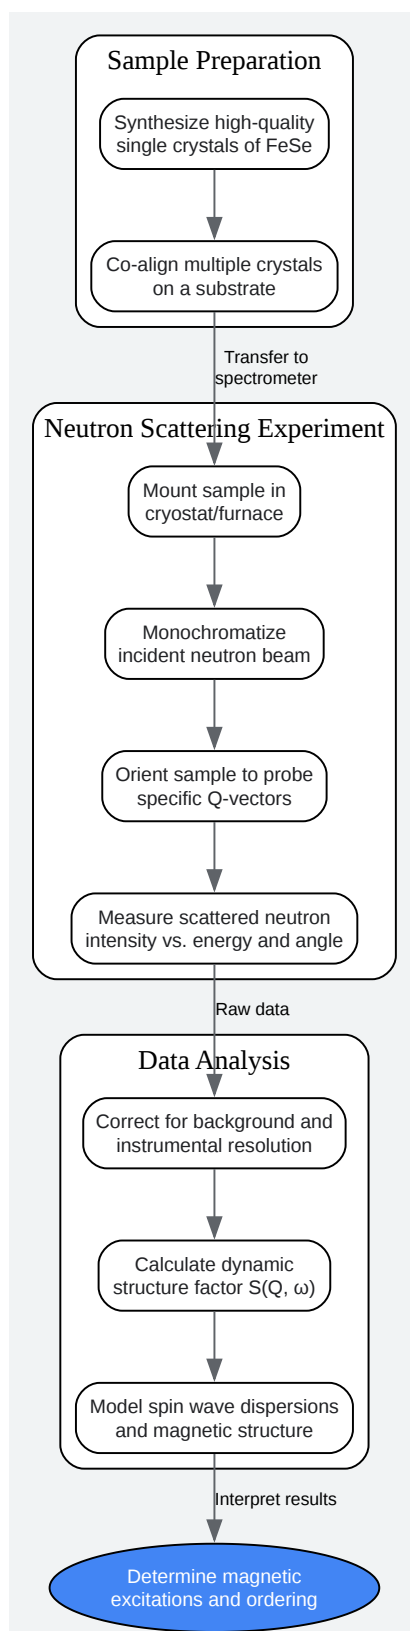 Sample Preparation
Synthesize high-quality
single crystals of FeSe
Co-align multiple crystals
on a substrate
Transfer to
spectrometer
Neutron Scattering Experiment
Mount sample in
cryostat/furnace
Monochromatize
incident neutron beam
Orient sample to probe
specific Q-vectors
Measure scattered neutron
intensity vs. energy and angle
Raw data
Data Analysis
Correct for background and
instrumental resolution
Calculate dynamic
structure factor S(Q, ω)
Model spin wave dispersions
and magnetic structure
Interpret results
Determine magnetic
excitations and ordering